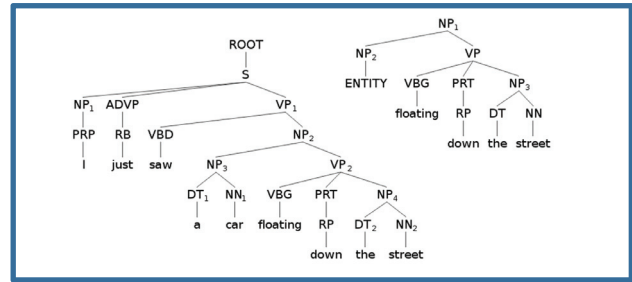 ROOT
S
NP1 ADVP VP1
PRP RB VBD NP2
I just saw NP3 VP2
DT1 NN1 VBG PRT NP4
a car floating RP DT2 NN2
down the street
NP1
NP2 VP
ENTITY VBG PRT NP3
floating RP DT NN
down the street